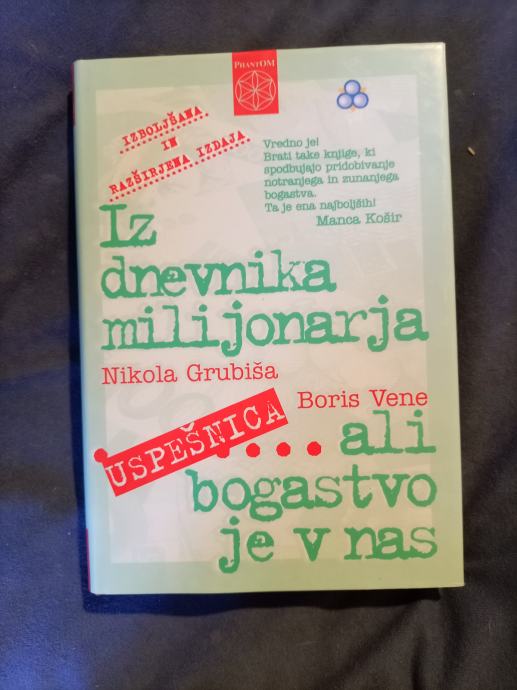 PHANTOM
IZBOLJŠANA
IN
RAZŠIRJENA IZDAJA
Vredno je!
Brati take knjige, ki
spodbujajo pridobivanje
notranjega in zunanjega
bogastva.
Ta je ena najboljših!
Manca Košir
Iz
dnevnika
milijonarja
Nikola Grubiša
Boris Vene
USPEŠNICA
....ali
bogastvo
je v nas